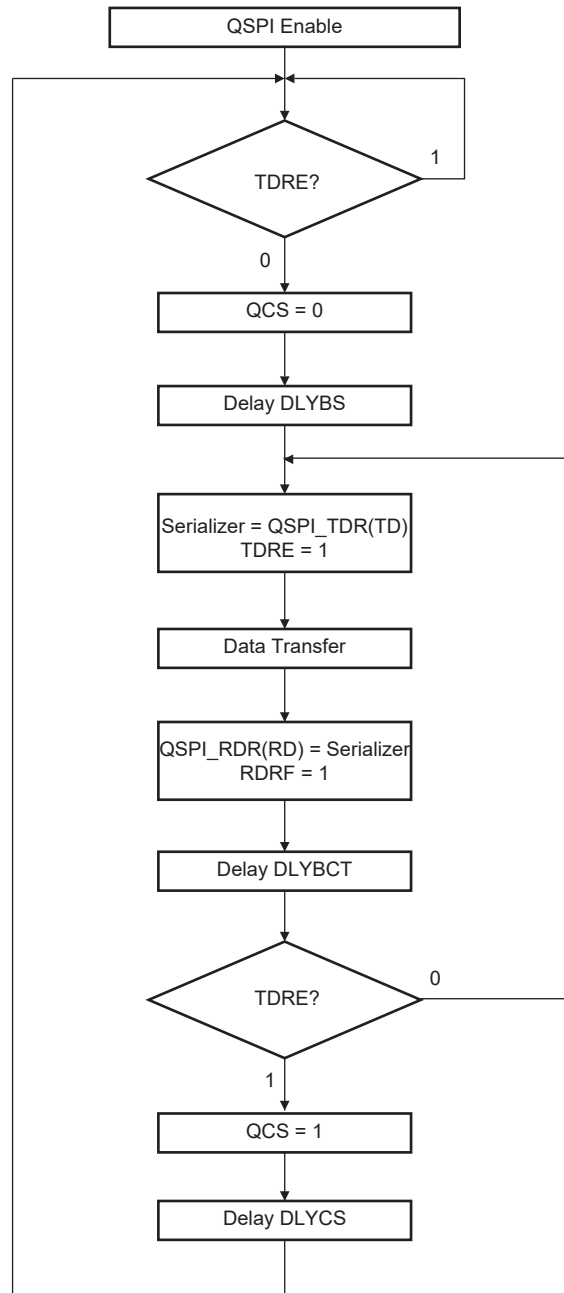 QSPI Enable
TDRE?
1
0
QCS = 0
Delay DLYBS
Serializer = QSPI_TDR(TD)
TDRE = 1
Data Transfer
QSPI_RDR(RD) = Serializer
RDRF = 1
Delay DLYBCT
TDRE?
0
1
QCS = 1
Delay DLYCS